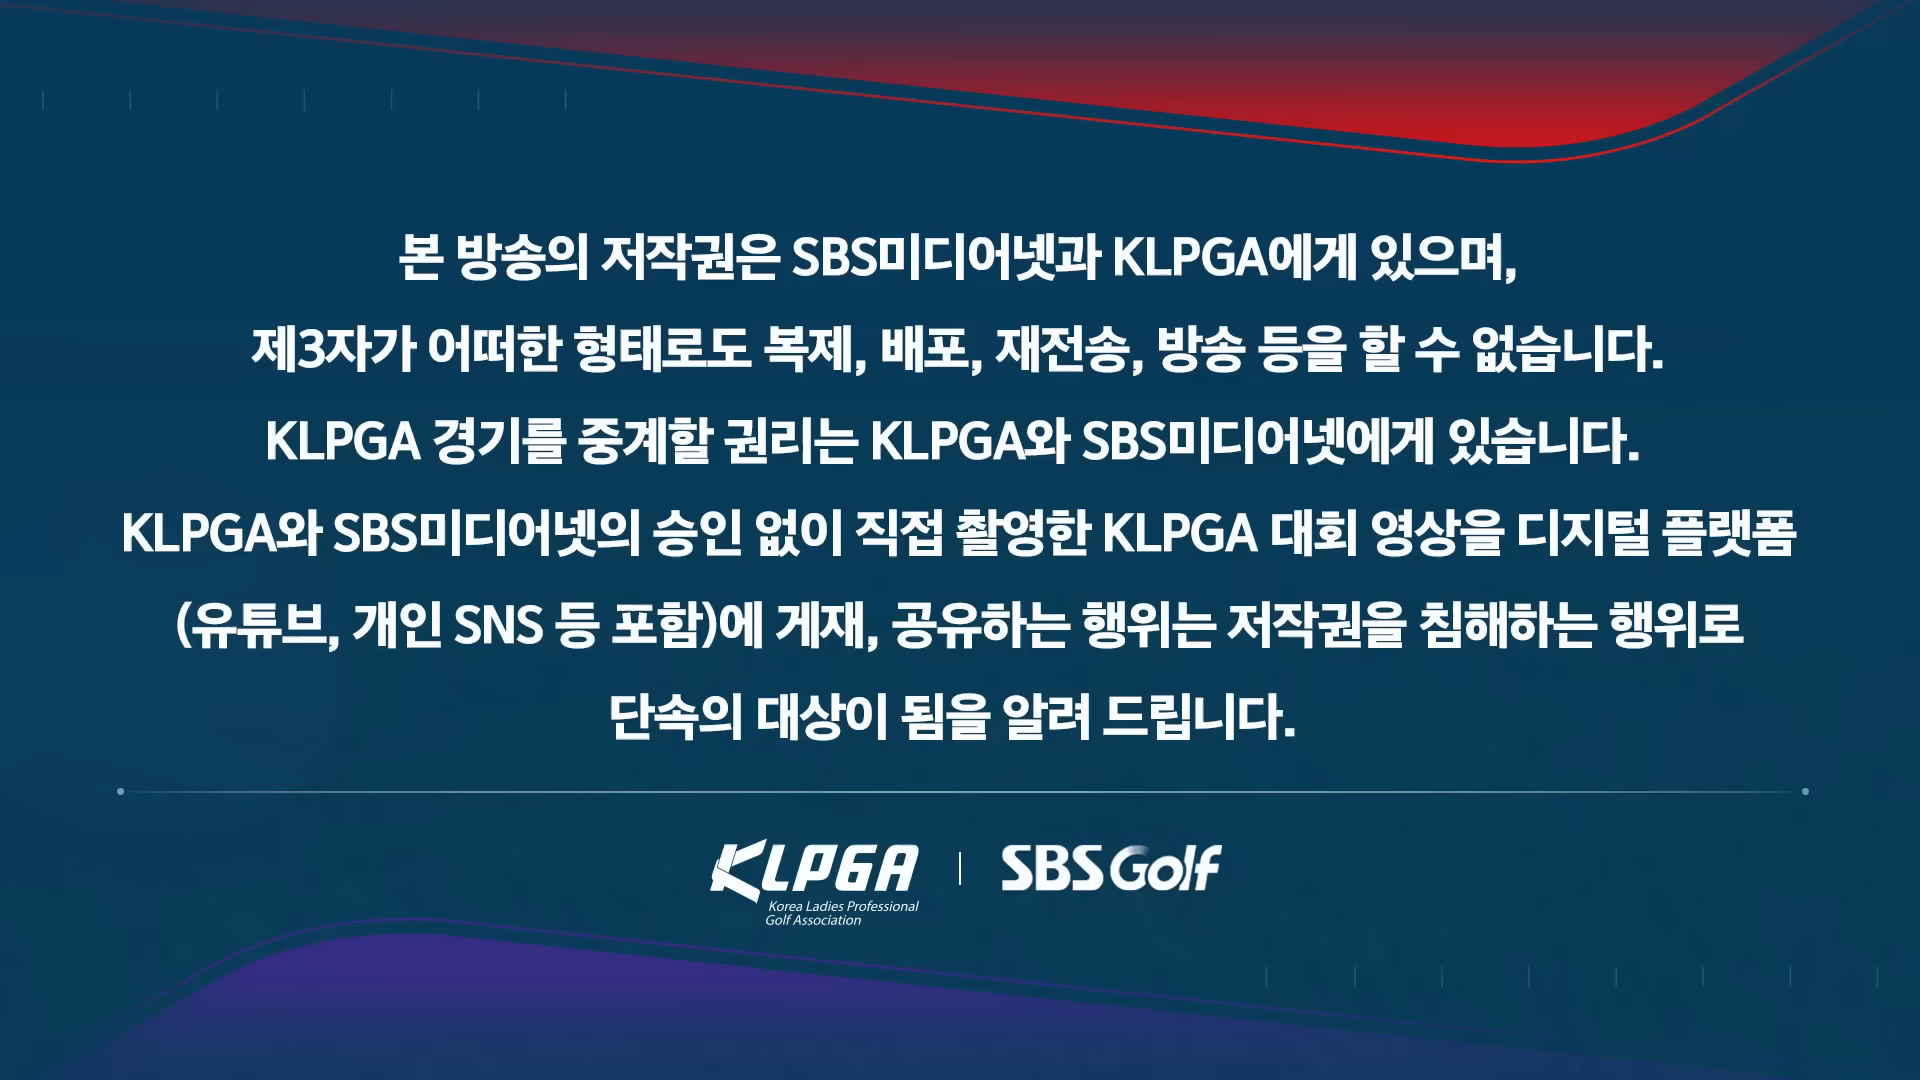 본 방송의 저작권은 SBS미디어넷과 KLPGA에게 있으며,
제3자가 어떠한 형태로도 복제, 배포, 재전송, 방송 등을 할 수 없습니다.
KLPGA 경기를 중계할 권리는 KLPGA와 SBS미디어넷에게 있습니다.
KLPGA와 SBS미디어넷의 승인 없이 직접 촬영한 KLPGA 대회 영상을 디지털 플랫폼
(유튜브, 개인 SNS 등 포함)에 게재, 공유하는 행위는 저작권을 침해하는 행위로
단속의 대상이 됨을 알려 드립니다.
KLPGA
Korea Ladies Professional
Golf Association
SBS Golf